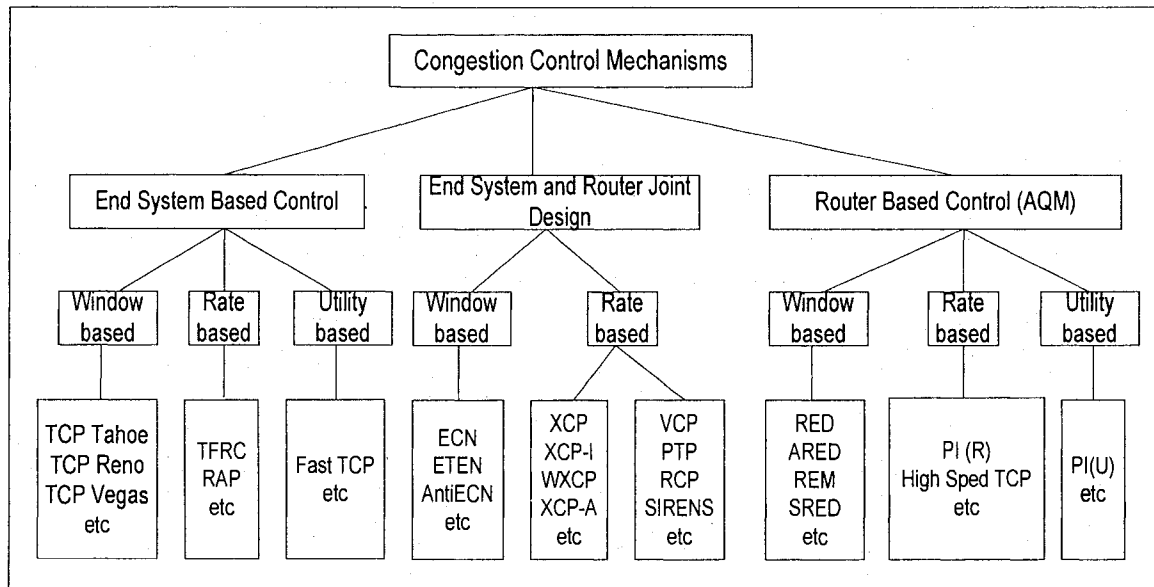 Congestion Control Mechanisms
End System Based Control
End System and Router Joint
Design
Router Based Control (AQM)
Window
based
Rate
based
Utility
based
Window
based
Rate
based
Window
based
Rate
based
Utility
based
TCP Tahoe
TCP Reno
TCP Vegas
etc
TFRC
RAP
etc
Fast TCP
etc
ECN
ETEN
AntiECN
etc
XCP
XCP-I
WXCP
XCP-A
etc
VCP
PTP
RCP
SIRENS
etc
RED
ARED
REM
SRED
etc
PI (R)
High Sped TCP
etc
PI(U)
etc